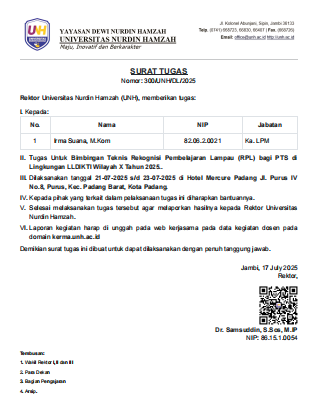 YAYASAN DEWI NURDIN HAMZAH
UNIVERSITAS NURDIN HAMZAH
Maju, Inovatif dan Berkarakter
Jl. Kolonel Abunjani, Sipin, Jambi 36133
Telp. (0741) 668723, 66830, 66407 | Fax. (668726)
Email: office@unh.ac.id http://unh.ac.id
SURAT TUGAS
Nomor: 300/UNH/DL/2025
Rektor Universitas Nurdin Hamzah (UNH), memberikan tugas:
I. Kepada:
No. Nama NIP Jabatan
1 Irma Suana, M.Kom 82.06.2.0021 Ka. LPM
II. Tugas Untuk Bimbingan Teknis Rekognisi Pembelajaran Lampau (RPL) bagi PTS di
Lingkungan LLDIKTI Wilayah X Tahun 2025..
III. Dilaksanakan tanggal 21-07-2025 s/d 23-07-2025 di Hotel Mercure Padang Jl. Purus IV
No.8, Purus, Kec. Padang Barat, Kota Padang.
IV. Kepada pihak yang terkait dalam pelaksanaan tugas ini diharapkan bantuannya.
V. Selesai melaksanakan tugas tersebut agar melaporkan hasilnya kepada Rektor Universitas
Nurdin Hamzah.
VI. Laporan kegiatan harap di unggah pada web kerjasama pada data kegiatan dosen pada
domain kerma.unh.ac.id
Demikian surat tugas ini dibuat untuk dapat dilaksanakan dengan penuh tanggung jawab.
Jambi, 17 July 2025
Rektor,
Dr. Samsuddin, S.Sos, M.IP
NIP: 86.15.1.0054
Tembusan:
1. Wakil Rektor I,II dan III
2. Para Dekan
3. Bagian Pengajaran
4. Arsip.